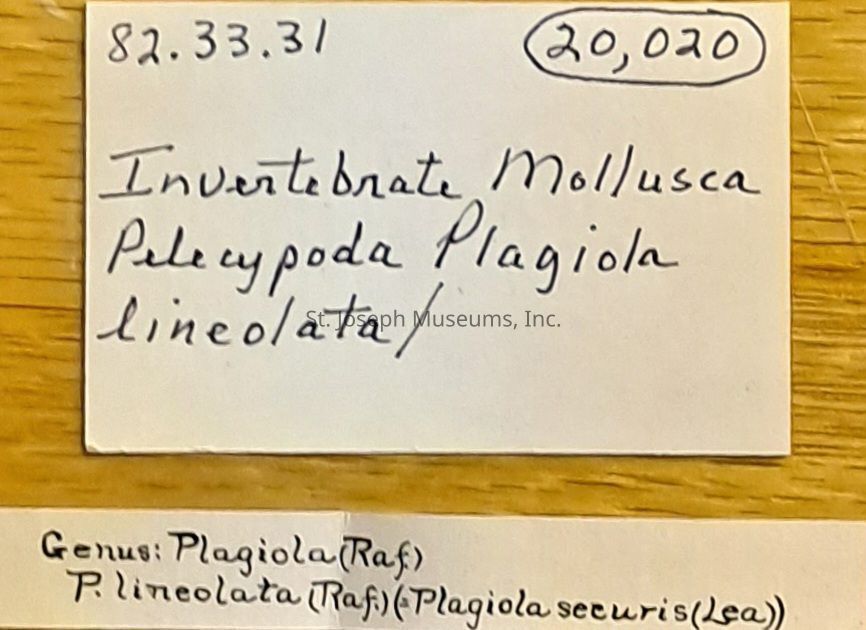 82.33.31 20,020
Invertebrate Mollusca
Pelecypoda Plagiola
lineolata/
St. Joseph Museums, Inc.
Genus: Plagiola (Raf.)
P. lineolata (Raf.) (=Plagiola securis (Lea))